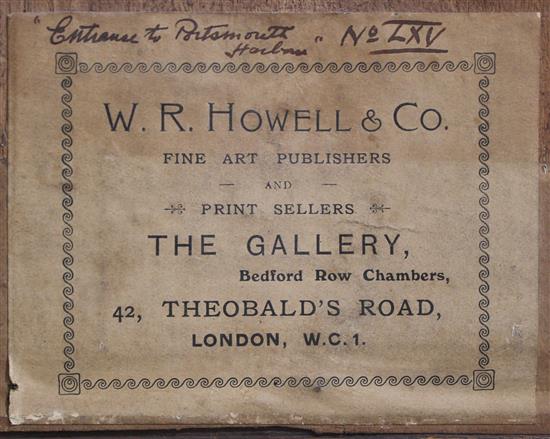 "Entrance to Portsmouth
Harbour" No LXV
W. R. HOWELL & CO.
FINE ART PUBLISHERS
— AND —
PRINT SELLERS
THE GALLERY,
Bedford Row Chambers,
42, THEOBALD'S ROAD,
LONDON, W.C.1.